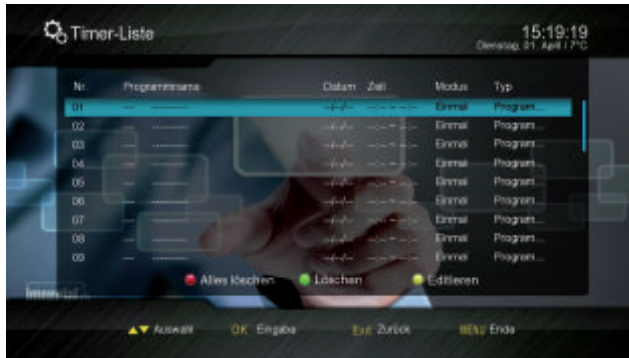 Timer-Liste
15:19:19
Dienstag, 01. April / 7°C
Nr. Programmname Datum Zeit Modus Typ
01 --- ---------- --/--/-- --:-- ~ --:-- Einmal Program...
02 --- ---------- --/--/-- --:-- ~ --:-- Einmal Program...
03 --- ---------- --/--/-- --:-- ~ --:-- Einmal Program...
04 --- ---------- --/--/-- --:-- ~ --:-- Einmal Program...
05 --- ---------- --/--/-- --:-- ~ --:-- Einmal Program...
06 --- ---------- --/--/-- --:-- ~ --:-- Einmal Program...
07 --- ---------- --/--/-- --:-- ~ --:-- Einmal Program...
08 --- ---------- --/--/-- --:-- ~ --:-- Einmal Program...
09 --- ---------- --/--/-- --:-- ~ --:-- Einmal Program...
Alles löschen Löschen Editieren
▲▼ Auswahl OK Eingabe Exit Zurück MENU Ende